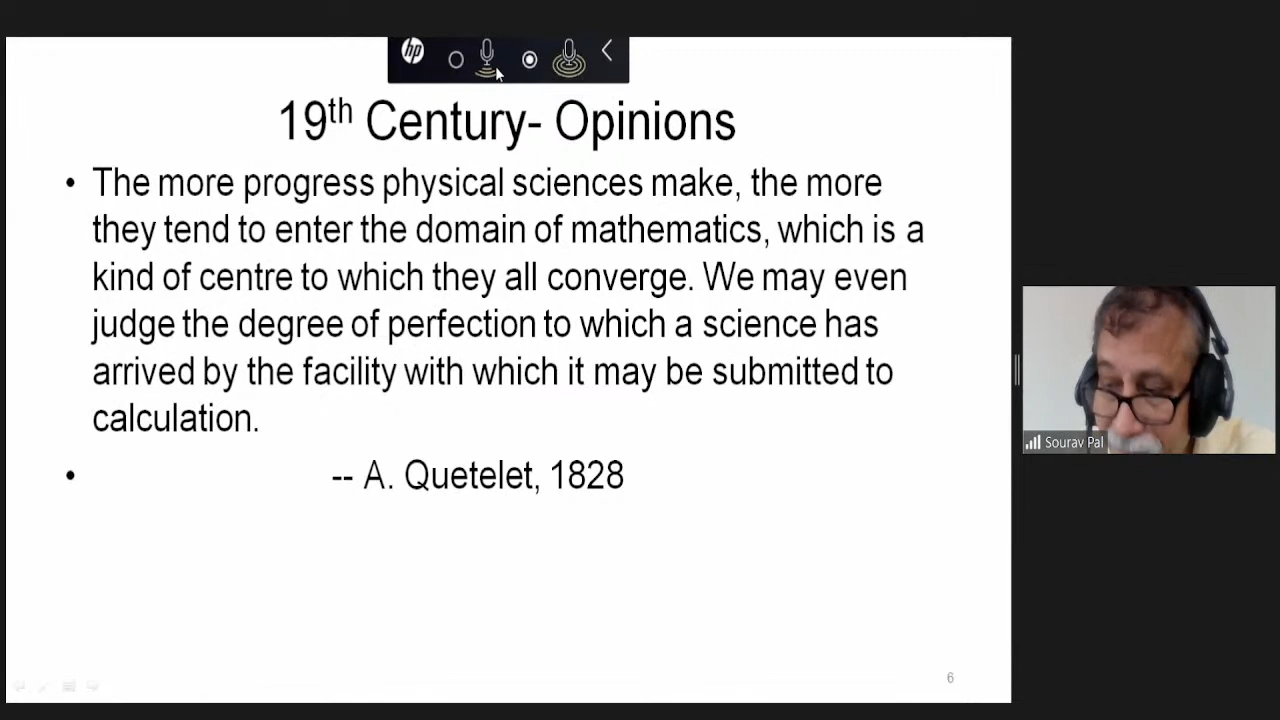 hp
19th Century- Opinions
• The more progress physical sciences make, the more
they tend to enter the domain of mathematics, which is a
kind of centre to which they all converge. We may even
judge the degree of perfection to which a science has
arrived by the facility with which it may be submitted to
calculation.
• -- A. Quetelet, 1828
Sourav Pal
6